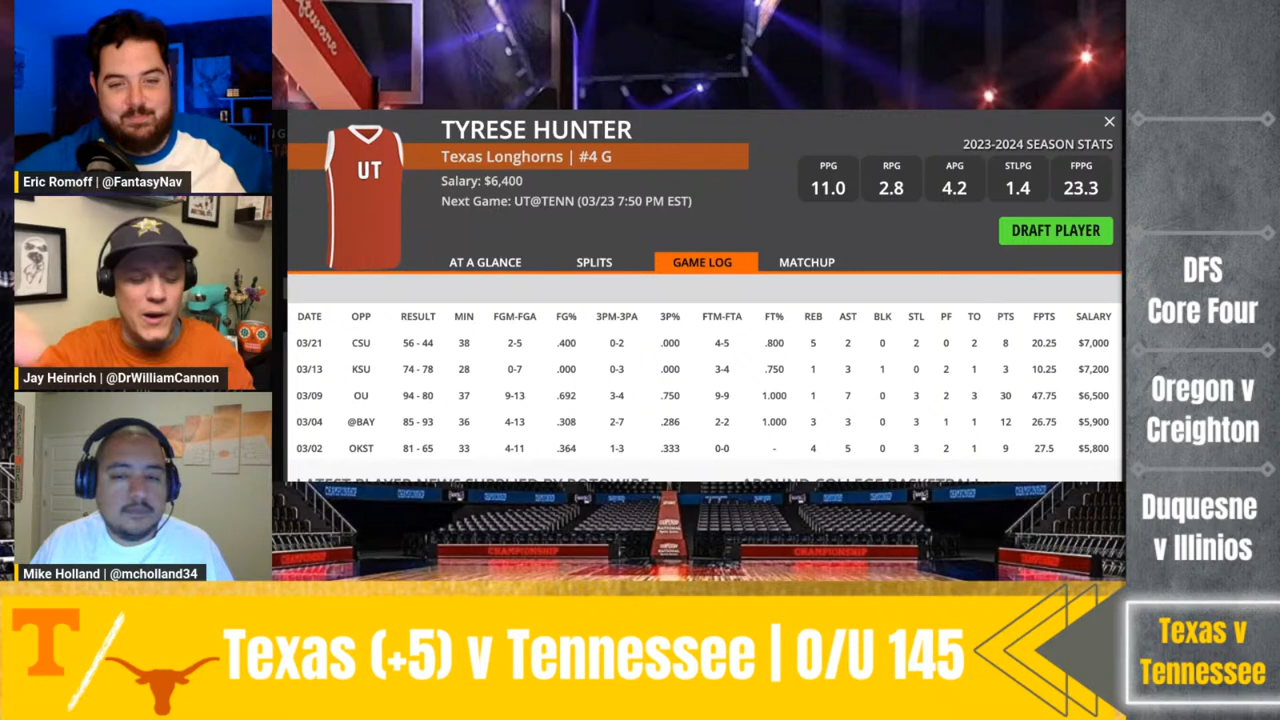 Eric Romoff | @FantasyNav
Jay Heinrich | @DrWilliamCannon
Mike Holland | @mcholland34
UT
TYRESE HUNTER
Texas Longhorns | #4 G
Salary: $6,400
Next Game: UT@TENN (03/23 7:50 PM EST)
2023-2024 SEASON STATS
PPG RPG APG STLPG FPPG
11.0 2.8 4.2 1.4 23.3
DRAFT PLAYER
AT A GLANCE SPLITS GAME LOG MATCHUP
DATE OPP RESULT MIN FGM-FGA FG% 3PM-3PA 3P% FTM-FTA FT% REB AST BLK STL PF TO PTS FPTS SALARY
03/21 CSU 56 - 44 38 2-5 .400 0-2 .000 4-5 .800 5 2 0 2 0 2 8 20.25 $7,000
03/13 KSU 74 - 78 28 0-7 .000 0-3 .000 3-4 .750 1 3 1 0 2 1 3 10.25 $7,200
03/09 OU 94 - 80 37 9-13 .692 3-4 .750 9-9 1.000 1 7 0 3 2 3 30 47.75 $6,500
03/04 @BAY 85 - 93 36 4-13 .308 2-7 .286 2-2 1.000 3 3 0 3 1 1 12 26.75 $5,900
03/02 OKST 81 - 65 33 4-11 .364 1-3 .333 0-0 - 4 5 0 3 2 1 9 27.5 $5,800
LATEST PLAYER NEWS SUPPLIED BY ROTOWIRE AROUND COLLEGE BASKETBALL
CHAMPIONSHIP CHAMPIONSHIP
DFS
Core Four
Oregon v
Creighton
Duquesne
v Illinios
Texas v
Tennessee
T
Texas (+5) v Tennessee | O/U 145